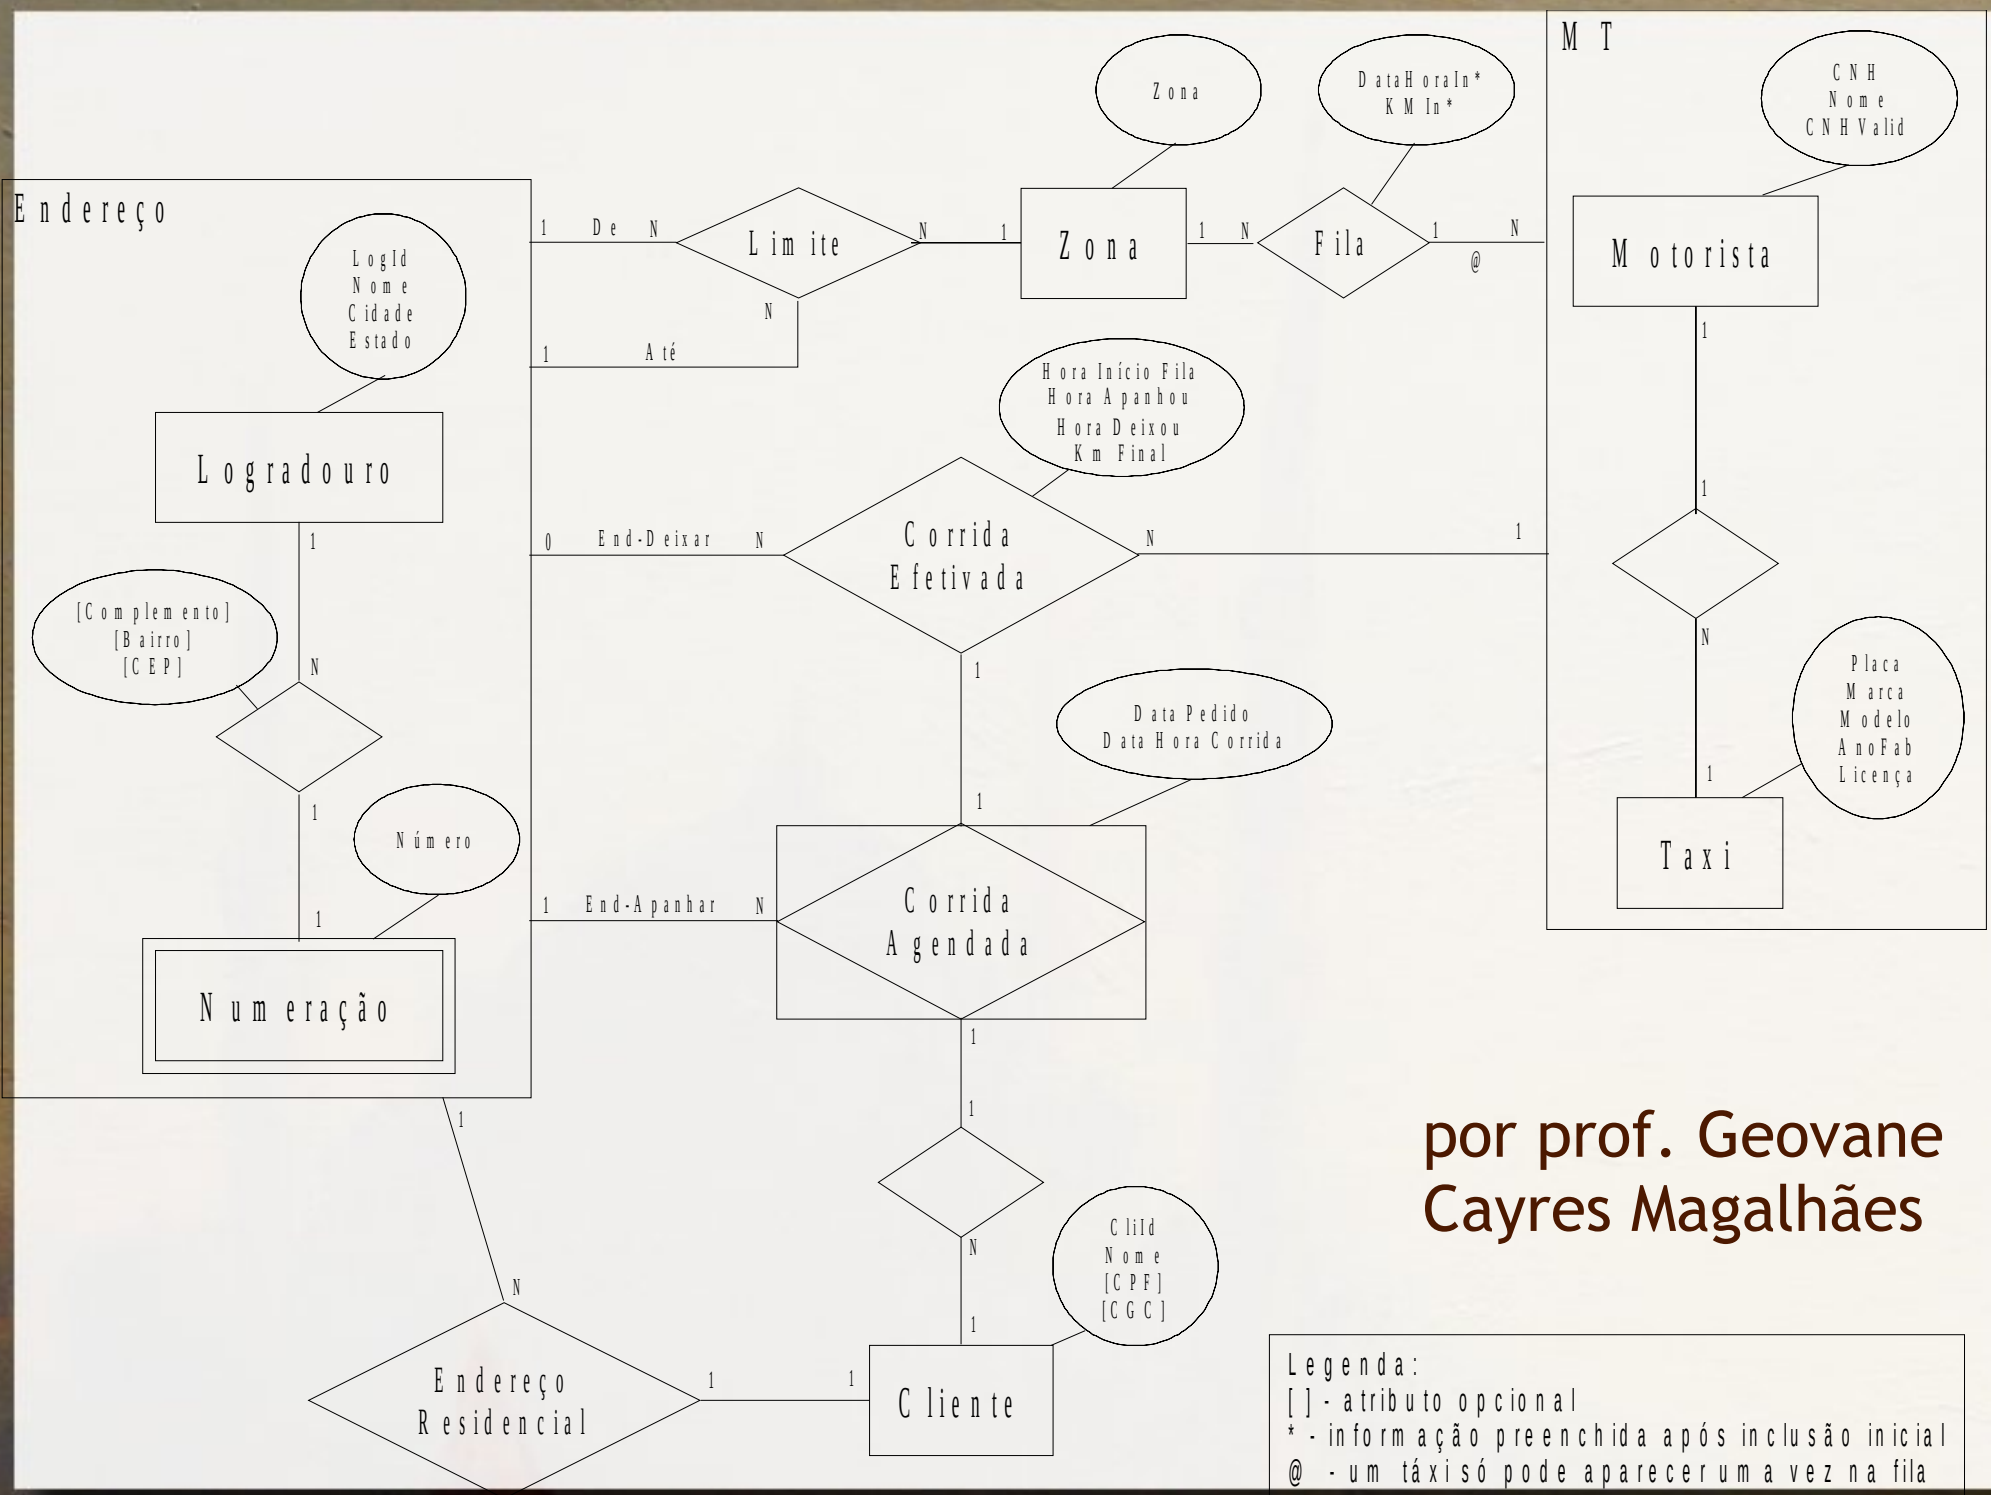 M T
CNH
Nome
CNHValid
Zona
DataHoraIn*
KMIn*
Endereço
LogId
Nome
Cidade
Estado
1 De N
Limite
N 1
Zona
1 N
Fila
1 N
@
Motorista
N
1 Até
1
Hora Início Fila
Hora Apanhou
Hora Deixou
Km Final
Logradouro
1
1
0 End-Deixar N
Corrida
Efetivada
N 1
[Complemento]
[Bairro]
[CEP]
N
1
N
Placa
Marca
Modelo
AnoFab
Licença
Data Pedido
Data Hora Corrida
1
1
1
Número
Taxi
1
1 End-Apanhar N
Corrida
Agendada
Numeração
1
1
1
por prof. Geovane
Cayres Magalhães
N
CliId
Nome
[CPF]
[CGC]
N
1
Endereço
Residencial
1 1
Cliente
Legenda:
[ ] - atributo opcional
* - informação preenchida após inclusão inicial
@ - um táxi só pode aparecer uma vez na fila